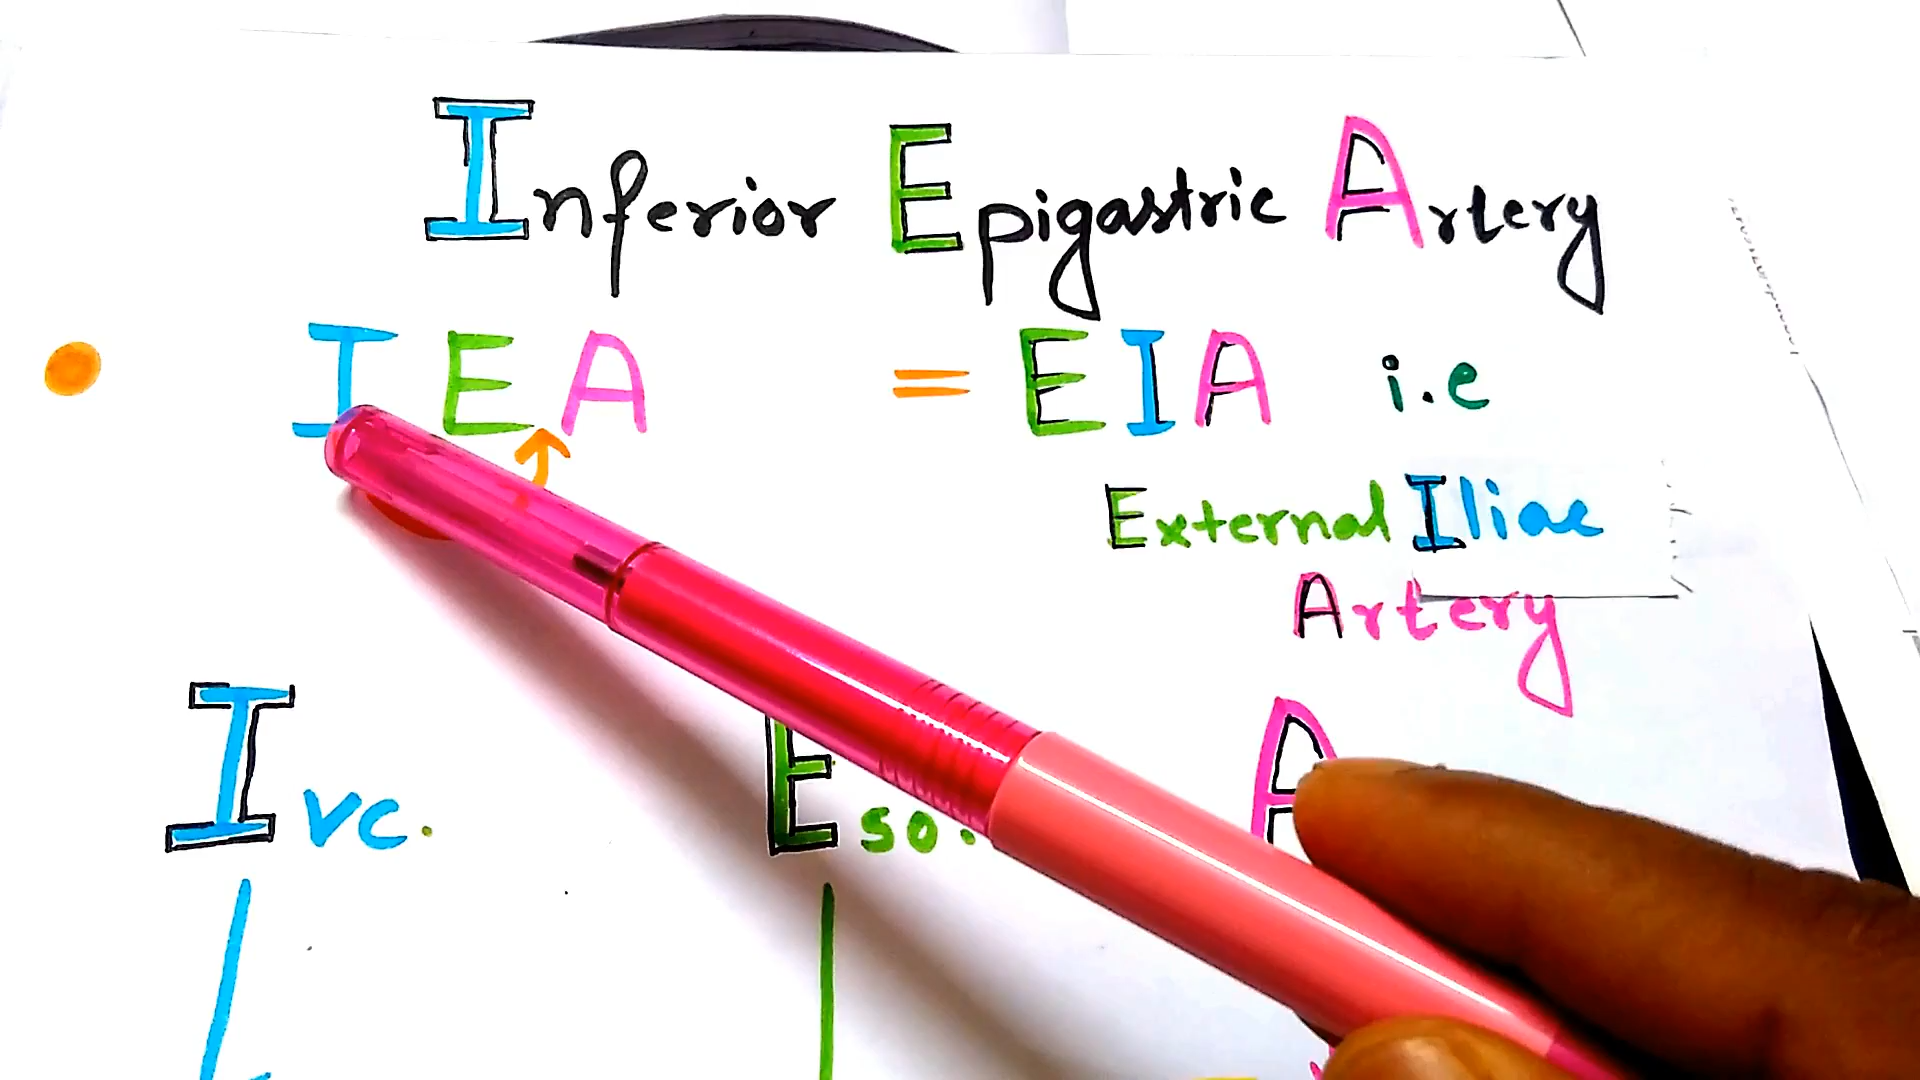 Inferior Epigastric Artery
IEA = EIA i.e
External Iliac
Artery
Ivc. Eso. A